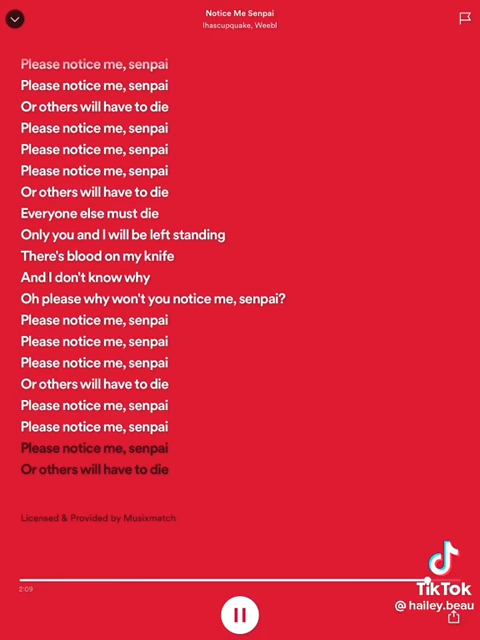 Notice Me Senpai
Ihascupquake, Weebl
Please notice me, senpai
Please notice me, senpai
Or others will have to die
Please notice me, senpai
Please notice me, senpai
Please notice me, senpai
Or others will have to die
Everyone else must die
Only you and I will be left standing
There's blood on my knife
And I don't know why
Oh please why won't you notice me, senpai?
Please notice me, senpai
Please notice me, senpai
Please notice me, senpai
Or others will have to die
Please notice me, senpai
Please notice me, senpai
Please notice me, senpai
Or others will have to die
Licensed & Provided by Musixmatch
2:09
TikTok
@hailey.beau